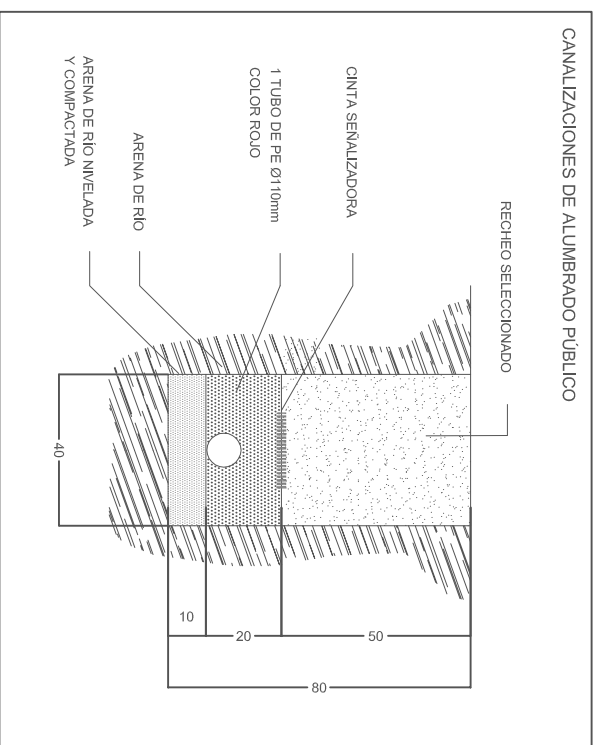 CANALIZACIONES DE ALUMBRADO PÚBLICO
RECHEO SELECCIONADO
CINTA SEÑALIZADORA
1 TUBO DE PE Ø110mm
COLOR ROJO
ARENA DE RÍO
ARENA DE RÍO NIVELADA
Y COMPACTADA
50
20
10
80
40